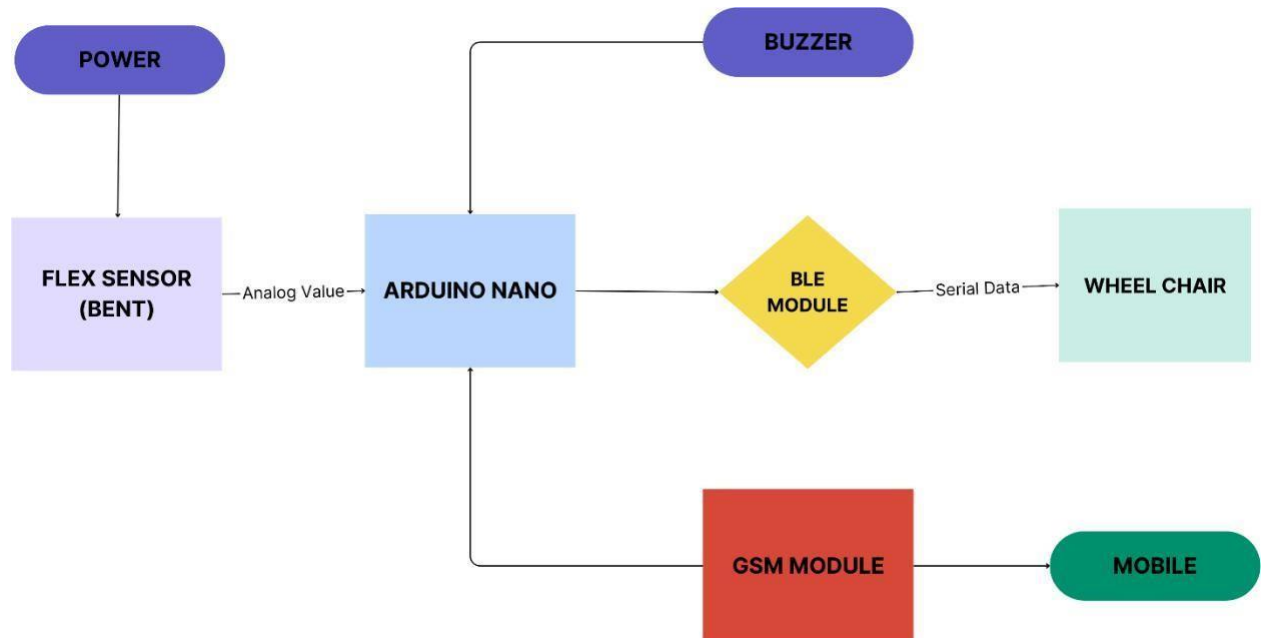 POWER
BUZZER
FLEX SENSOR
(BENT)
Analog Value
ARDUINO NANO
BLE
MODULE
Serial Data
WHEEL CHAIR
GSM MODULE
MOBILE